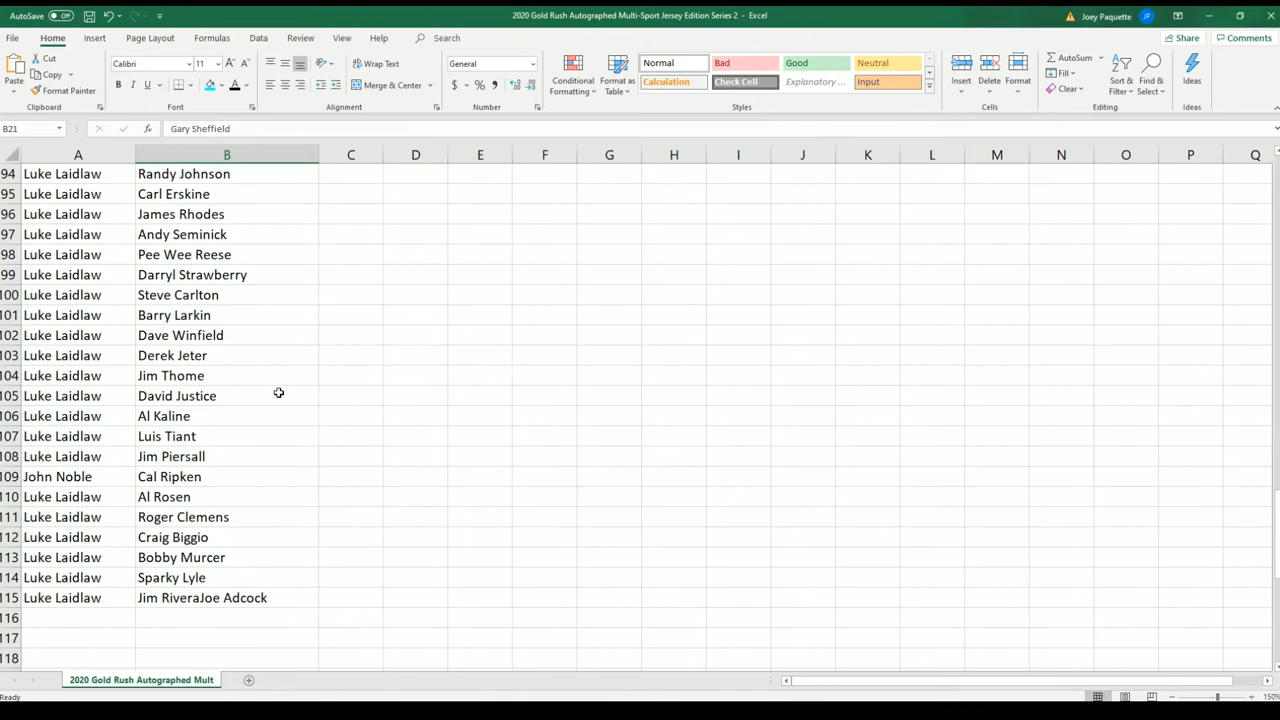 AutoSave Off 2020 Gold Rush Autographed Multi-Sport Jersey Edition Series 2 - Excel Joey Paquette JP
File Home Insert Page Layout Formulas Data Review View Help Search Share Comments
Paste Cut Copy Format Painter Clipboard
Calibri 11 A A B I U A Font
Wrap Text Merge & Center Alignment
General $ % Number
Conditional Formatting Format as Table Normal Bad Good Neutral Calculation Check Cell Explanatory ... Input Styles
Insert Delete Format Cells
AutoSum Fill Clear Sort & Filter Find & Select Editing
Ideas Ideas
B21 fx Gary Sheffield
A B C D E F G H I J K L M N O P Q
94 Luke Laidlaw Randy Johnson
95 Luke Laidlaw Carl Erskine
96 Luke Laidlaw James Rhodes
97 Luke Laidlaw Andy Seminick
98 Luke Laidlaw Pee Wee Reese
99 Luke Laidlaw Darryl Strawberry
100 Luke Laidlaw Steve Carlton
101 Luke Laidlaw Barry Larkin
102 Luke Laidlaw Dave Winfield
103 Luke Laidlaw Derek Jeter
104 Luke Laidlaw Jim Thome
105 Luke Laidlaw David Justice
106 Luke Laidlaw Al Kaline
107 Luke Laidlaw Luis Tiant
108 Luke Laidlaw Jim Piersall
109 John Noble Cal Ripken
110 Luke Laidlaw Al Rosen
111 Luke Laidlaw Roger Clemens
112 Luke Laidlaw Craig Biggio
113 Luke Laidlaw Bobby Murcer
114 Luke Laidlaw Sparky Lyle
115 Luke Laidlaw Jim RiveraJoe Adcock
116
117
118
2020 Gold Rush Autographed Mult
Ready 150%